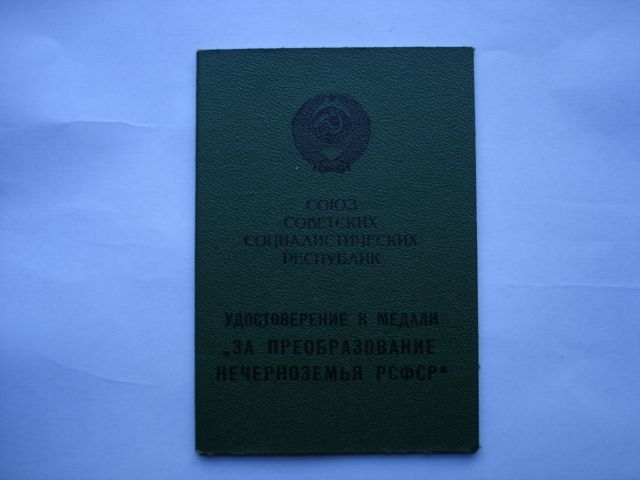 СОЮЗ
СОВЕТСКИХ
СОЦИАЛИСТИЧЕСКИХ
РЕСПУБЛИК
УДОСТОВЕРЕНИЕ К МЕДАЛИ
„ЗА ПРЕОБРАЗОВАНИЕ
НЕЧЕРНОЗЕМЬЯ РСФСР“